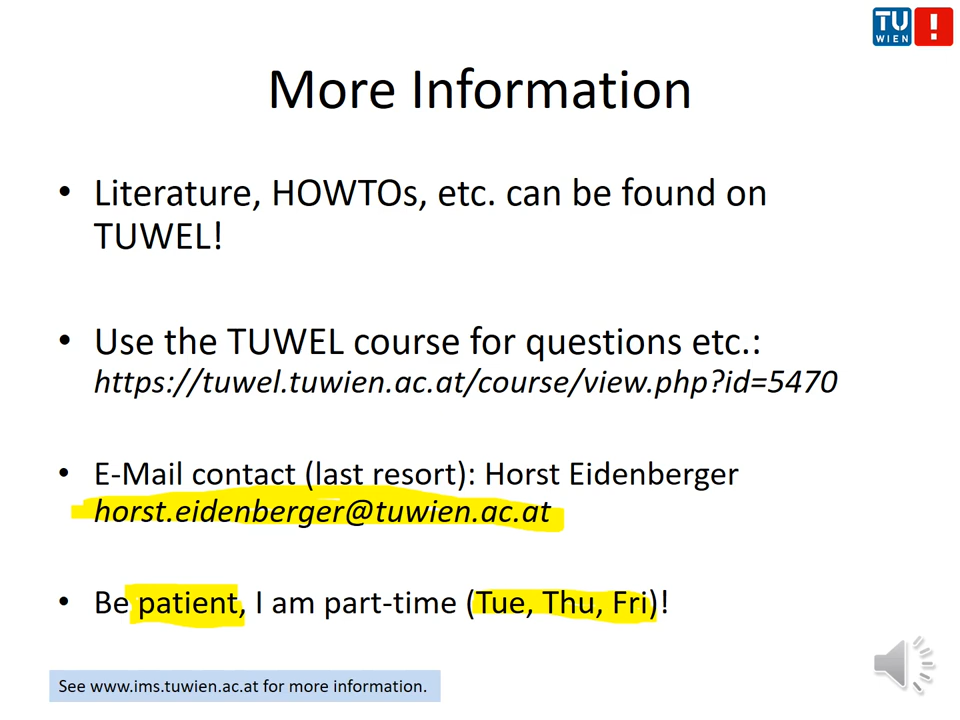 TU
WIEN
!
More Information
• Literature, HOWTOs, etc. can be found on
TUWEL!
• Use the TUWEL course for questions etc.:
https://tuwel.tuwien.ac.at/course/view.php?id=5470
• E-Mail contact (last resort): Horst Eidenberger
horst.eidenberger@tuwien.ac.at
• Be patient, I am part-time (Tue, Thu, Fri)!
See www.ims.tuwien.ac.at for more information.